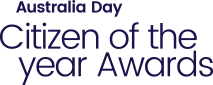 Australia Day
Citizen of the
year Awards